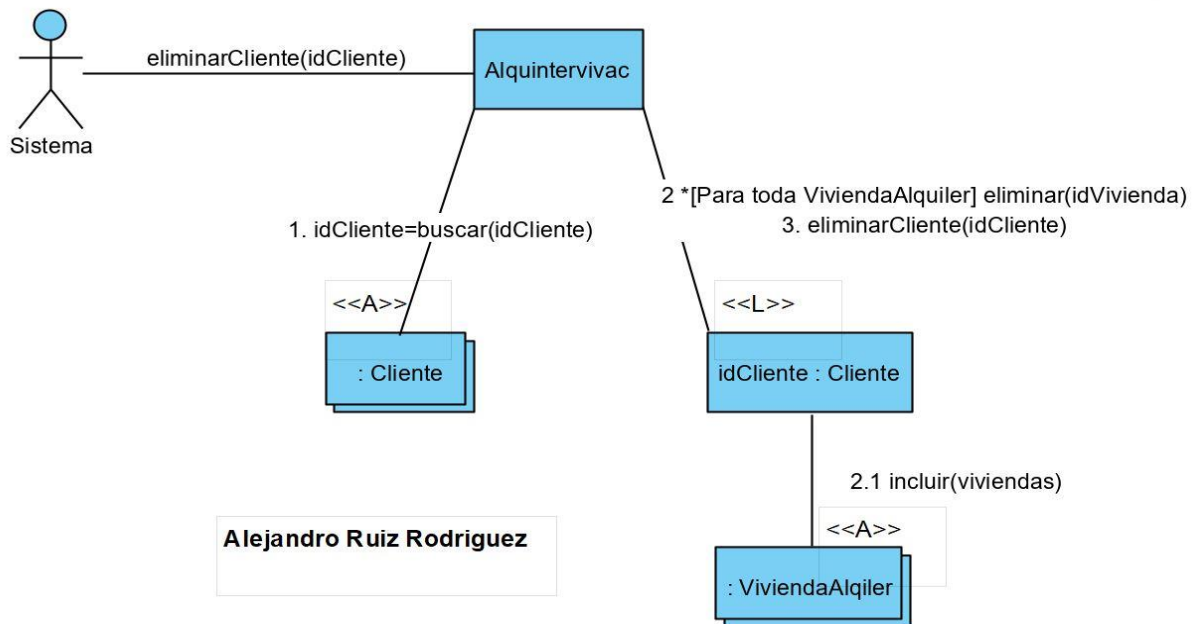 eliminarCliente(idCliente)
Alquintervivac
Sistema
2 *[Para toda ViviendaAlquiler] eliminar(idVivienda)
3. eliminarCliente(idCliente)
1. idCliente=buscar(idCliente)
<<A>>
: Cliente
<<L>>
idCliente : Cliente
2.1 incluir(viviendas)
<<A>>
: ViviendaAlqiler
Alejandro Ruiz Rodriguez